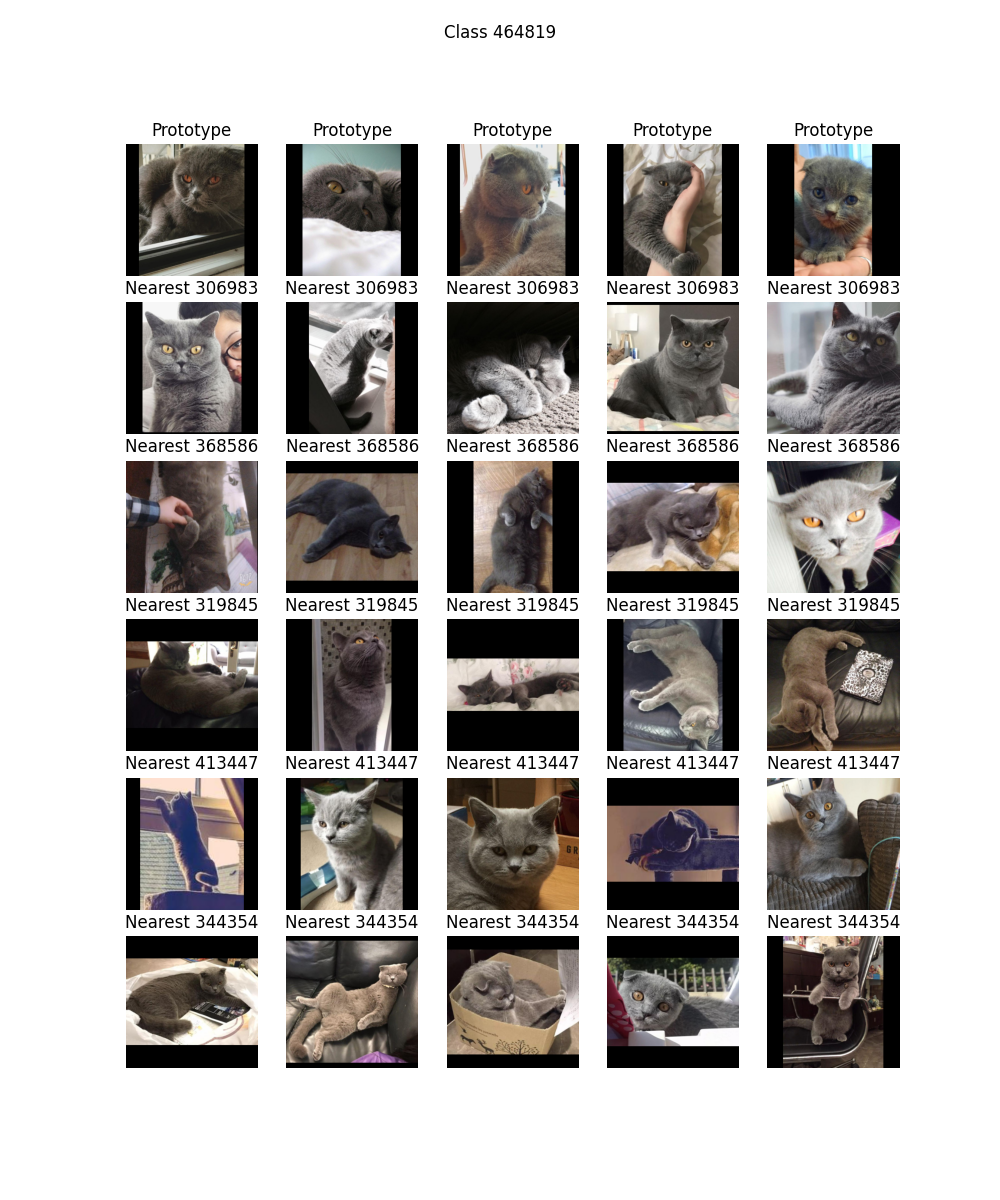 Class 464819
Prototype Prototype Prototype Prototype Prototype
Nearest 306983 Nearest 306983 Nearest 306983 Nearest 306983 Nearest 306983
Nearest 368586 Nearest 368586 Nearest 368586 Nearest 368586 Nearest 368586
Nearest 319845 Nearest 319845 Nearest 319845 Nearest 319845 Nearest 319845
Nearest 413447 Nearest 413447 Nearest 413447 Nearest 413447 Nearest 413447
GR
Nearest 344354 Nearest 344354 Nearest 344354 Nearest 344354 Nearest 344354